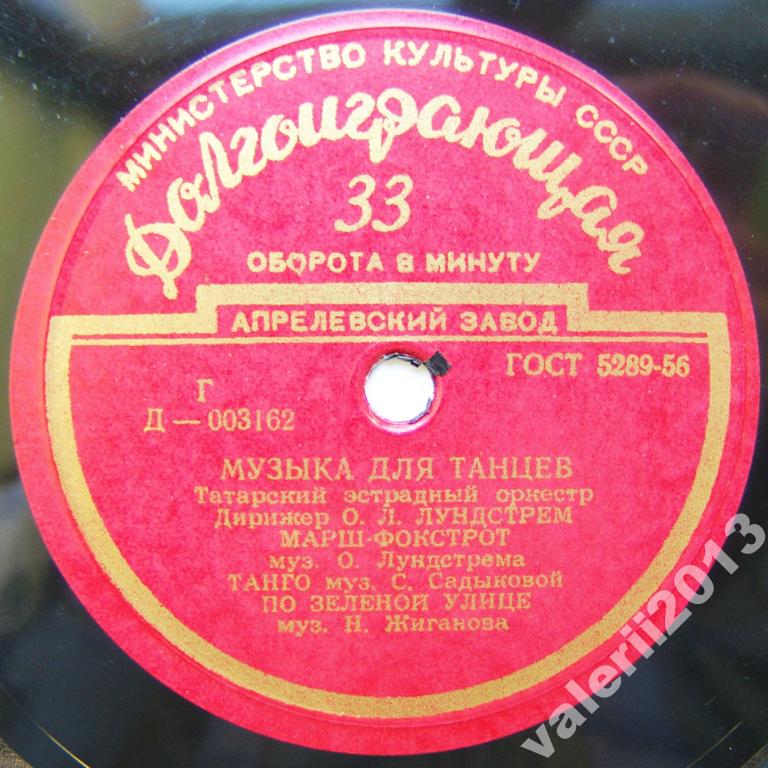 МИНИСТЕРСТВО КУЛЬТУРЫ СССР
Долгоиграющая
33
ОБОРОТА В МИНУТУ
АПРЕЛЕВСКИЙ ЗАВОД
ГОСТ 5289-56
Г
Д—003162
МУЗЫКА ДЛЯ ТАНЦЕВ
Татарский эстрадный оркестр
Дирижер О. Л. ЛУНДСТРЕМ
МАРШ-ФОКСТРОТ
муз. О. Лундстрема
ТАНГО муз. С. Садыковой
ПО ЗЕЛЕНОЙ УЛИЦЕ
муз. Н. Жиганова
valerii2013